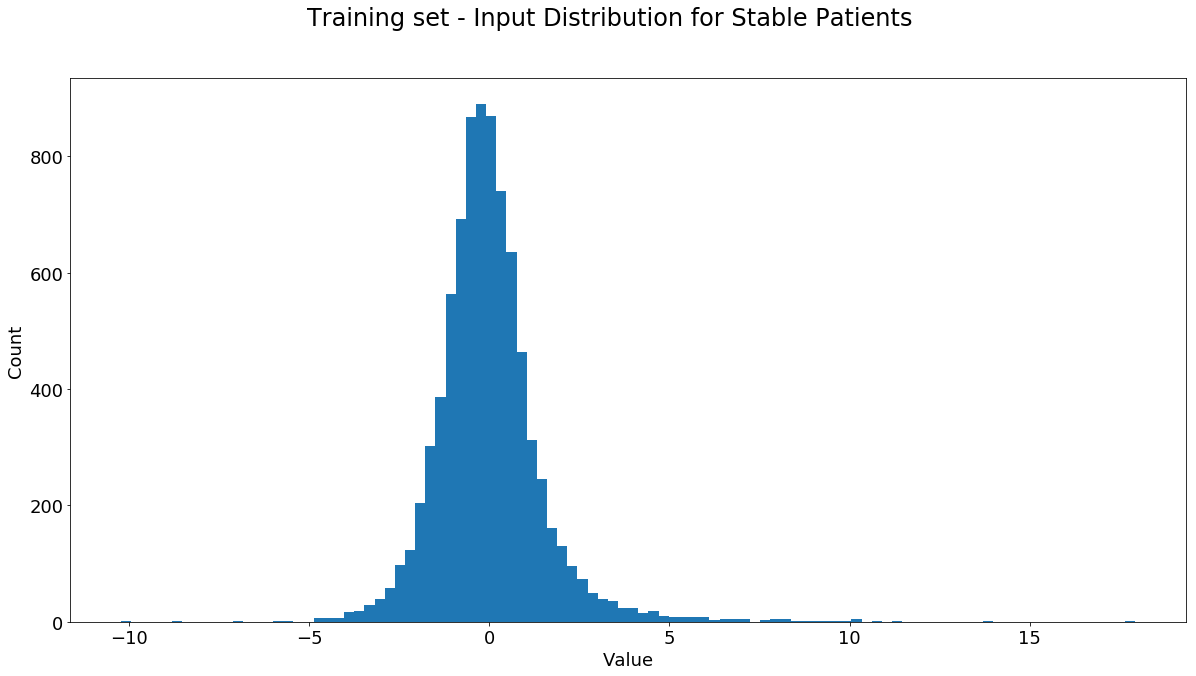 Training set - Input Distribution for Stable Patients
800
600
400
200
0
Count
−10 −5 0 5 10 15
Value